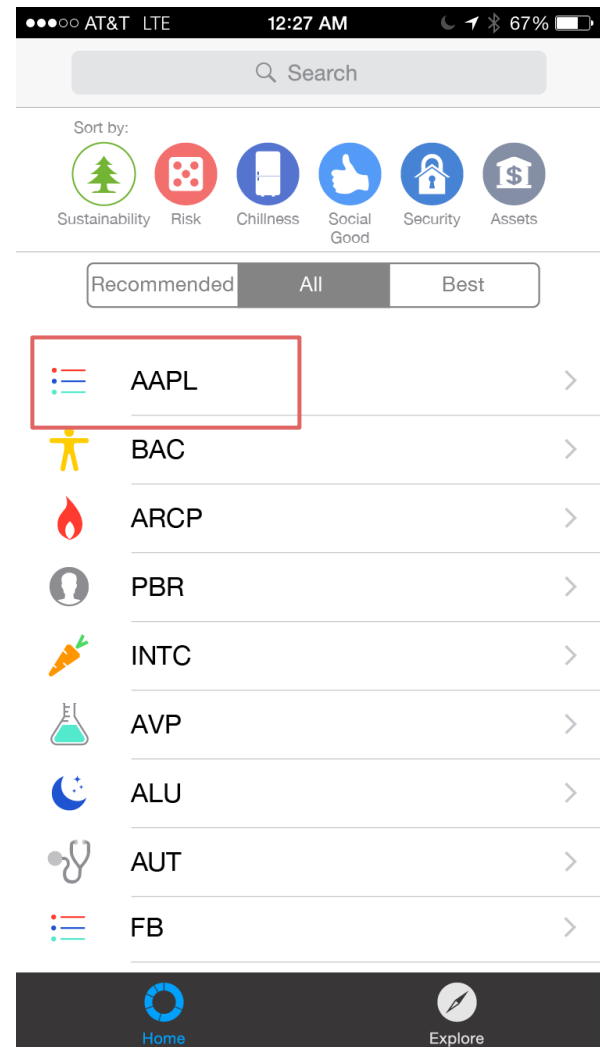 ●●●○○ AT&T LTE 12:27 AM 67%
Search
Sort by:
Sustainability Risk Chillness Social Good Security Assets
Recommended All Best
AAPL
BAC
ARCP
PBR
INTC
AVP
ALU
AUT
FB
Home Explore